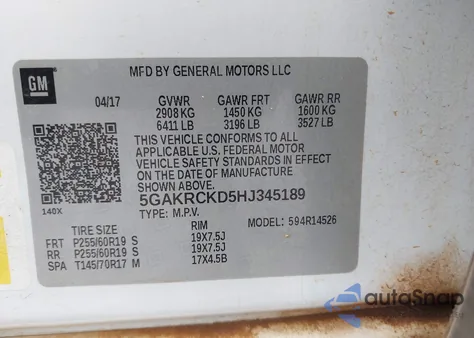 GM
MFD BY GENERAL MOTORS LLC
04/17 GVWR GAWR FRT GAWR RR
2908 KG 1450 KG 1600 KG
6411 LB 3196 LB 3527 LB
THIS VEHICLE CONFORMS TO ALL
APPLICABLE U.S. FEDERAL MOTOR
VEHICLE SAFETY STANDARDS IN EFFECT
ON THE DATE OF MANUFACTURE
SHOWN ABOVE.
5GAKRCKD5HJ345189
140X TYPE: M.P.V. MODEL: 594R14526
TIRE SIZE RIM
FRT P255/60R19 S 19X7.5J
RR P255/60R19 S 19X7.5J
SPA T145/70R17 M 17X4.5B
autoSnap